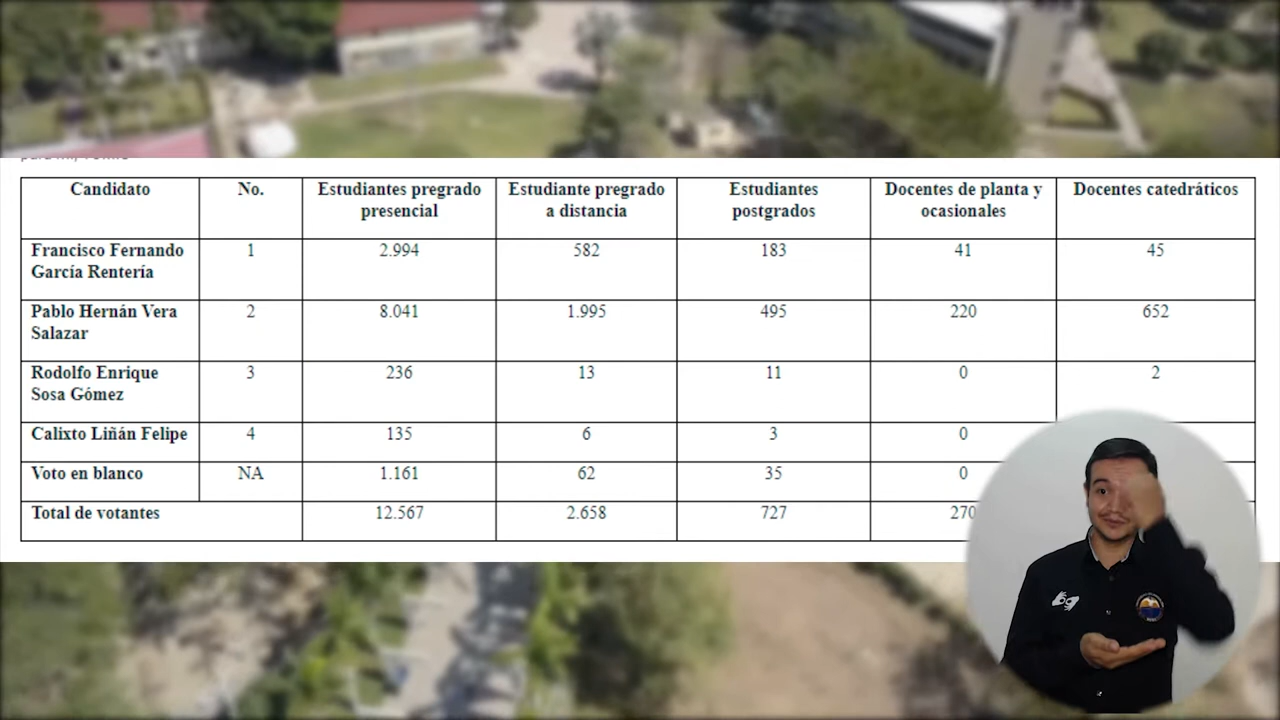 Candidato No. Estudiantes pregrado presencial Estudiante pregrado a distancia Estudiantes postgrados Docentes de planta y ocasionales Docentes catedráticos
Francisco Fernando García Rentería 1 2.994 582 183 41 45
Pablo Hernán Vera Salazar 2 8.041 1.995 495 220 652
Rodolfo Enrique Sosa Gómez 3 236 13 11 0 2
Calixto Liñán Felipe 4 135 6 3 0
Voto en blanco NA 1.161 62 35 0
Total de votantes 12.567 2.658 727 270